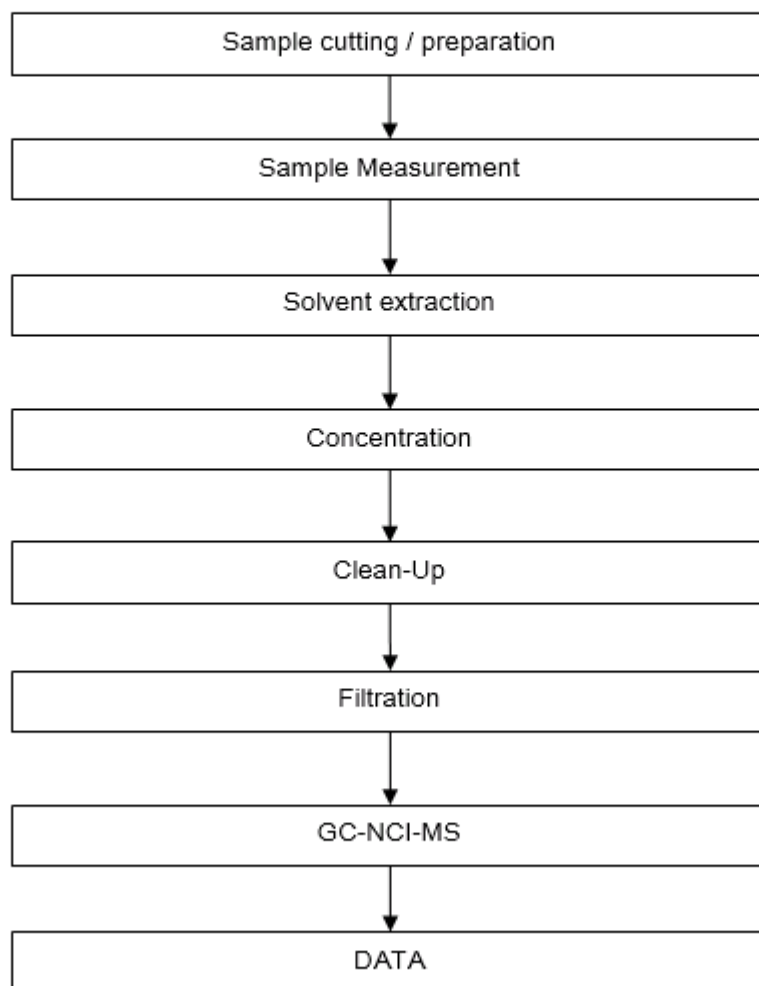 Sample cutting / preparation
Sample Measurement
Solvent extraction
Concentration
Clean-Up
Filtration
GC-NCI-MS
DATA